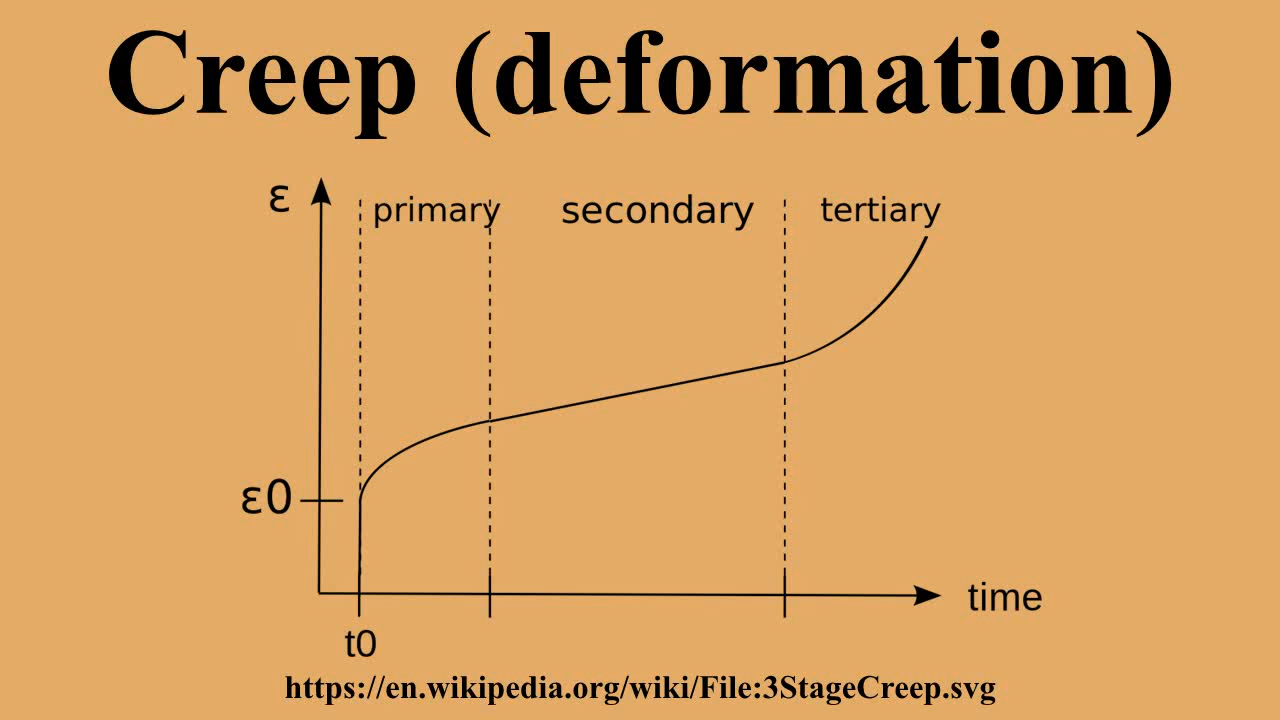 Creep (deformation)
ε
primary
secondary
tertiary
ε0
time
t0
https://en.wikipedia.org/wiki/File:3StageCreep.svg